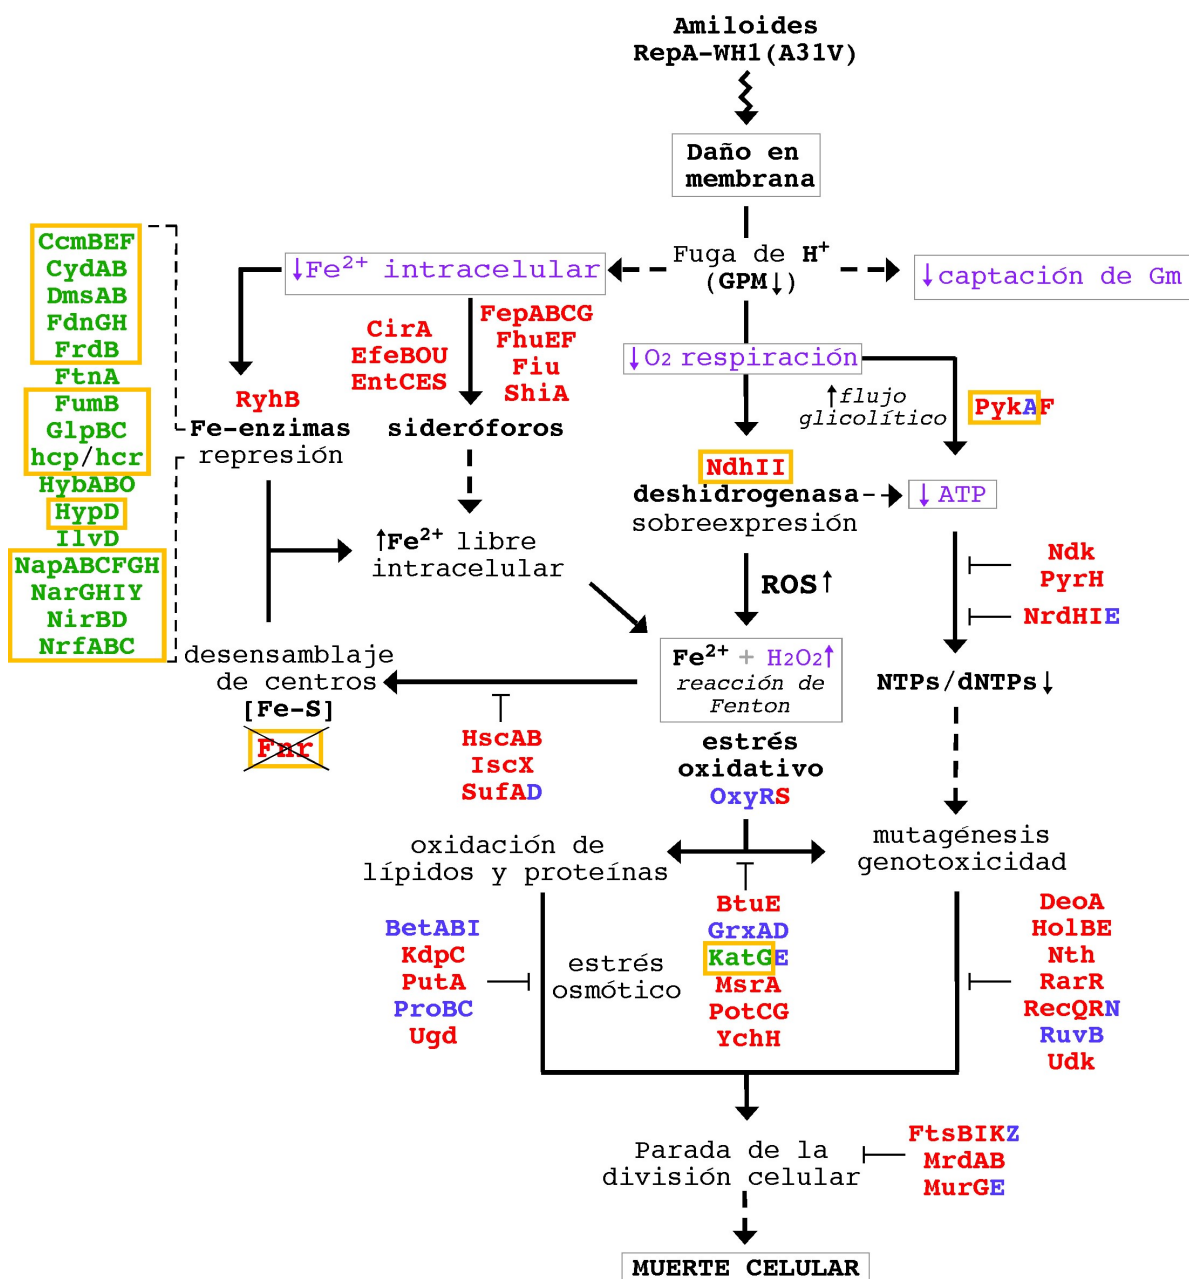 Amiloides
RepA-WH1(A31V)
Daño en
membrana
Fuga de H⁺
(GPM↓)
↓Fe²⁺ intracelular
↓captación de Gm
CcmBEF
CydAB
DmsAB
FdnGH
FrdB
FtnA
FumB
GlpBC
hcp/hcr
HybABO
HypD
IlvD
NapABCFGH
NarGHIY
NirBD
NrfABC
CirA
EfeBOU
EntCES
FepABCG
FhuEF
Fiu
ShiA
↓O₂ respiración
↑flujo
glicolítico
PykAF
RyhB
Fe-enzimas
represión
sideróforos
NdhII
deshidrogenasa
sobreexpresión
↓ATP
↑Fe²⁺ libre
intracelular
ROS↑
Ndk
PyrH
NrdHIE
desensamblaje
de centros
[Fe-S]
Fnr
Fe²⁺ + H₂O₂↑
reacción de
Fenton
NTPs/dNTPs↓
HscAB
IscX
SufAD
estrés
oxidativo
OxyRS
oxidación de
lípidos y proteínas
mutagénesis
genotoxicidad
BetABI
KdpC
PutA
ProBC
Ugd
estrés
osmótico
BtuE
GrxAD
KatGE
MsrA
PotCG
YchH
DeoA
HolBE
Nth
RarR
RecQRN
RuvB
Udk
Parada de la
división celular
FtsBIKZ
MrdAB
MurGE
MUERTE CELULAR